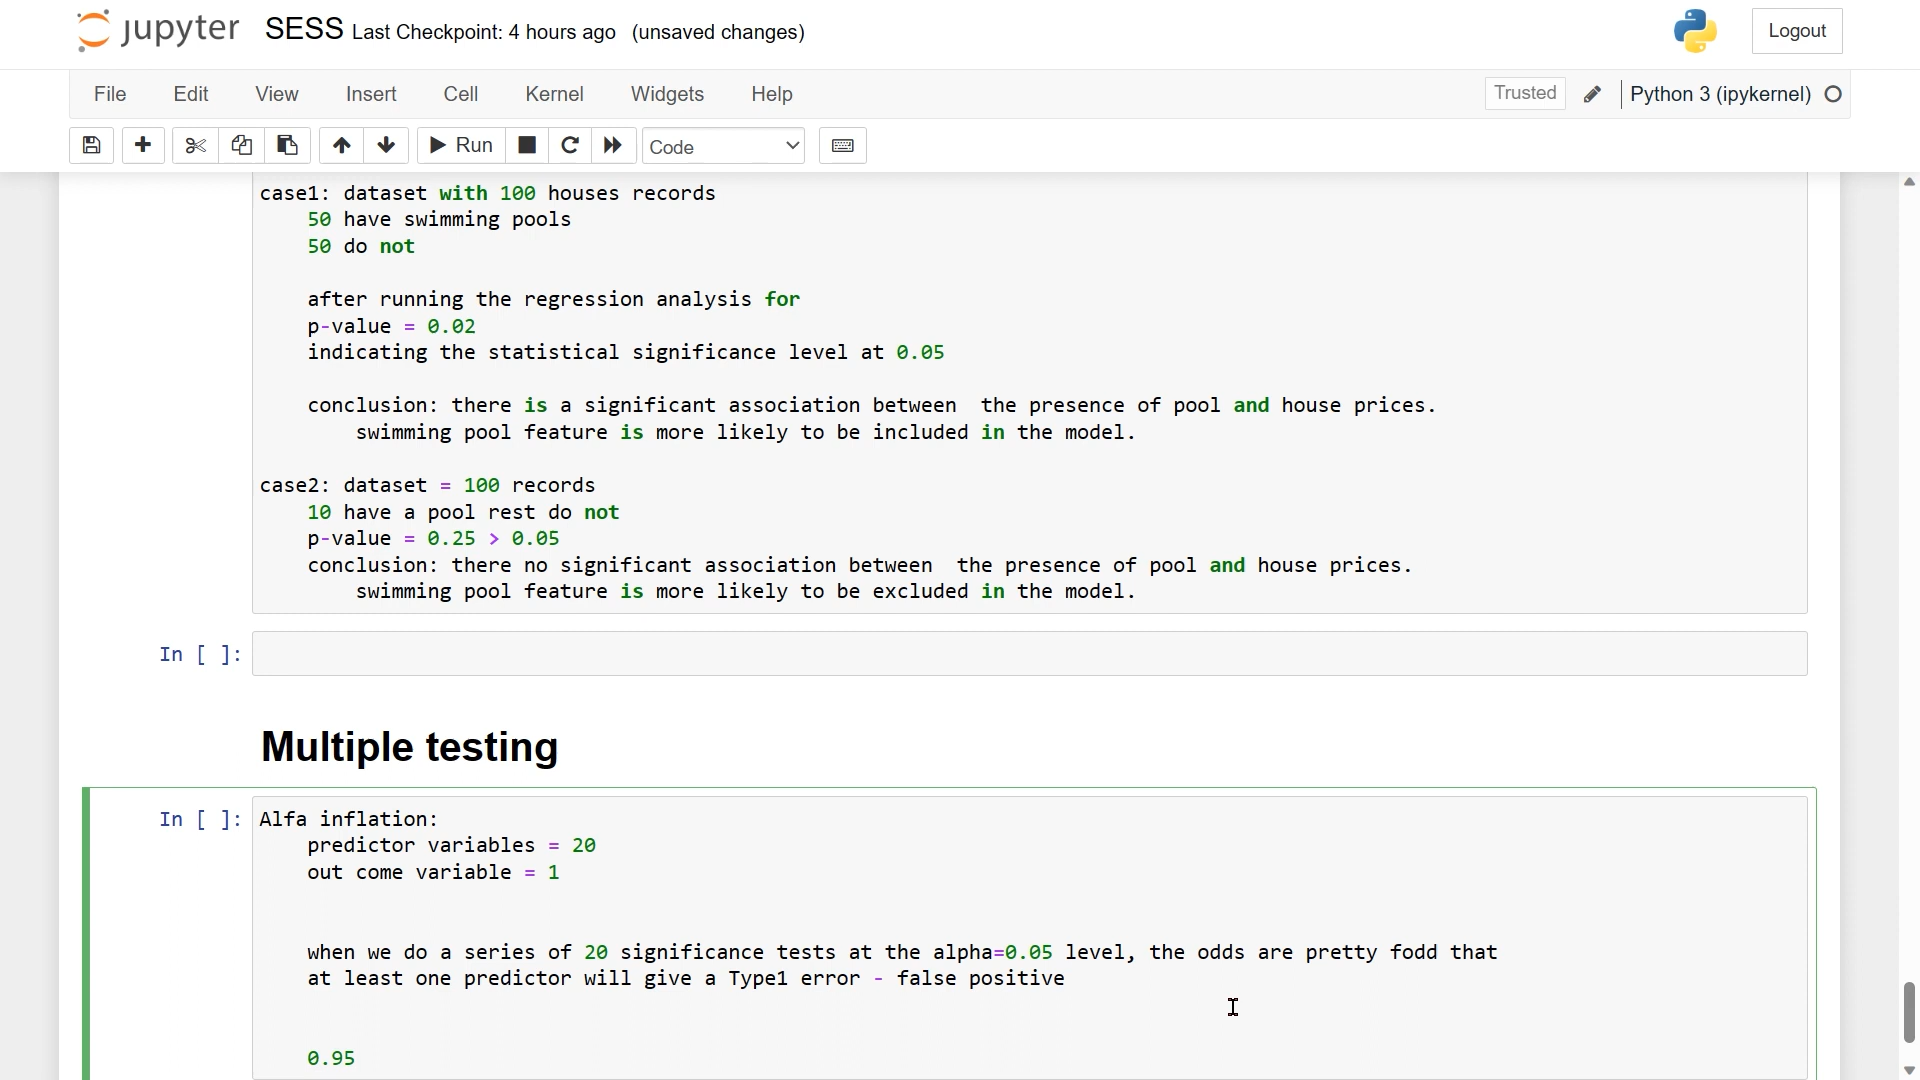 jupyter SESS Last Checkpoint: 4 hours ago (unsaved changes)
Logout
File Edit View Insert Cell Kernel Widgets Help
Trusted Python 3 (ipykernel)
Run Code
case1: dataset with 100 houses records
50 have swimming pools
50 do not
after running the regression analysis for
p-value = 0.02
indicating the statistical significance level at 0.05
conclusion: there is a significant association between  the presence of pool and house prices.
swimming pool feature is more likely to be included in the model.
case2: dataset = 100 records
10 have a pool rest do not
p-value = 0.25 > 0.05
conclusion: there no significant association between  the presence of pool and house prices.
swimming pool feature is more likely to be excluded in the model.
In [ ]:
Multiple testing
In [ ]: Alfa inflation:
predictor variables = 20
out come variable = 1
when we do a series of 20 significance tests at the alpha=0.05 level, the odds are pretty fodd that
at least one predictor will give a Type1 error - false positive
0.95